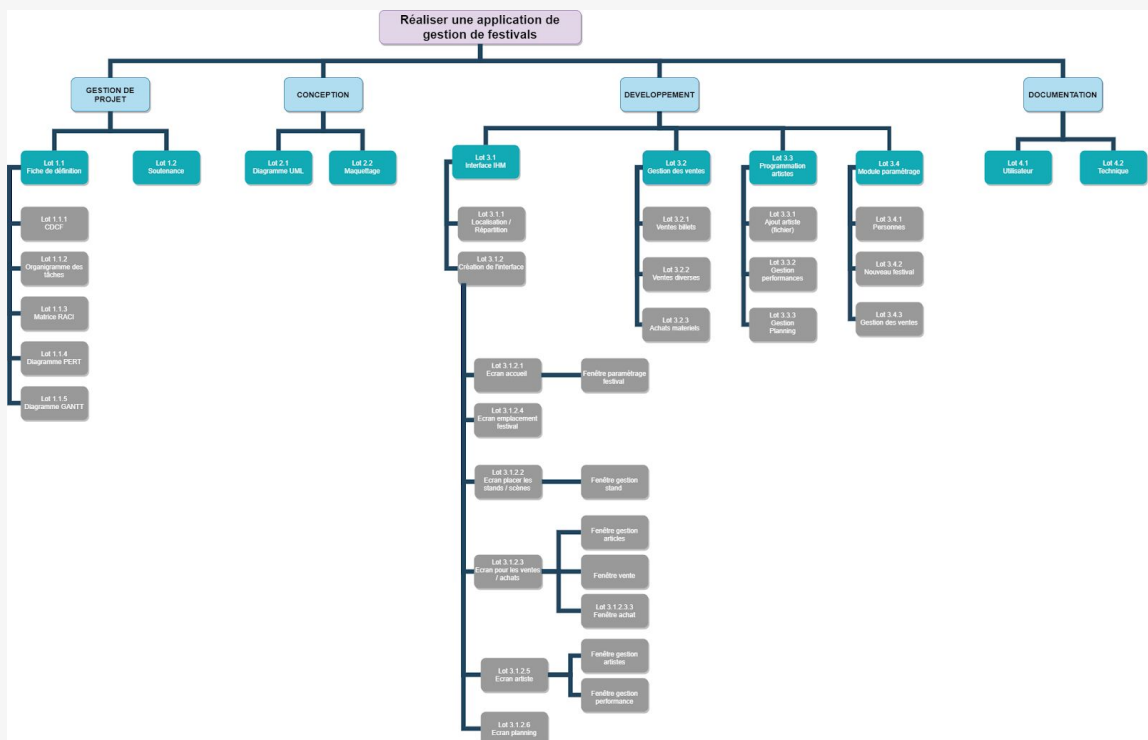 Réaliser une application de
gestion de festivals
GESTION DE
PROJET
CONCEPTION
DEVELOPPEMENT
DOCUMENTATION
Lot 1.1
Fiche de définition
Lot 1.2
Soutenance
Lot 2.1
Diagramme UML
Lot 2.2
Maquettage
Lot 3.1
Interface IHM
Lot 3.2
Gestion des ventes
Lot 3.3
Programmation
artistes
Lot 3.4
Module paramétrage
Lot 4.1
Utilisateur
Lot 4.2
Technique
Lot 1.1.1
CDCF
Lot 1.1.2
Organigramme des
tâches
Lot 1.1.3
Matrice RACI
Lot 1.1.4
Diagramme PERT
Lot 1.1.5
Diagramme GANTT
Lot 3.1.1
Localisation /
Répartition
Lot 3.1.2
Création de l'interface
Lot 3.2.1
Ventes billets
Lot 3.2.2
Ventes diverses
Lot 3.2.3
Achats materiels
Lot 3.3.1
Ajout artiste
(fichier)
Lot 3.3.2
Gestion
performances
Lot 3.3.3
Gestion
Planning
Lot 3.4.1
Personnes
Lot 3.4.2
Nouveau festival
Lot 3.4.3
Gestion des ventes
Lot 3.1.2.1
Ecran accueil
Fenêtre paramétrage
festival
Lot 3.1.2.4
Ecran emplacement
festival
Lot 3.1.2.2
Ecran placer les
stands / scènes
Fenêtre gestion
stand
Lot 3.1.2.3
Ecran pour les ventes
/ achats
Fenêtre gestion
articles
Fenêtre vente
Lot 3.1.2.3.3
Fenêtre achat
Lot 3.1.2.5
Ecran artiste
Fenêtre gestion
artistes
Fenêtre gestion
performance
Lot 3.1.2.6
Ecran planning